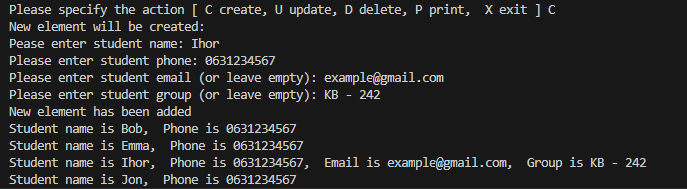 Please specify the action [ C create, U update, D delete, P print,  X exit ] C
New element will be created:
Pease enter student name: Ihor
Please enter student phone: 0631234567
Please enter student email (or leave empty): example@gmail.com
Please enter student group (or leave empty): KB - 242
New element has been added
Student name is Bob,  Phone is 0631234567
Student name is Emma,  Phone is 0631234567
Student name is Ihor,  Phone is 0631234567,  Email is example@gmail.com,  Group is KB - 242
Student name is Jon,  Phone is 0631234567